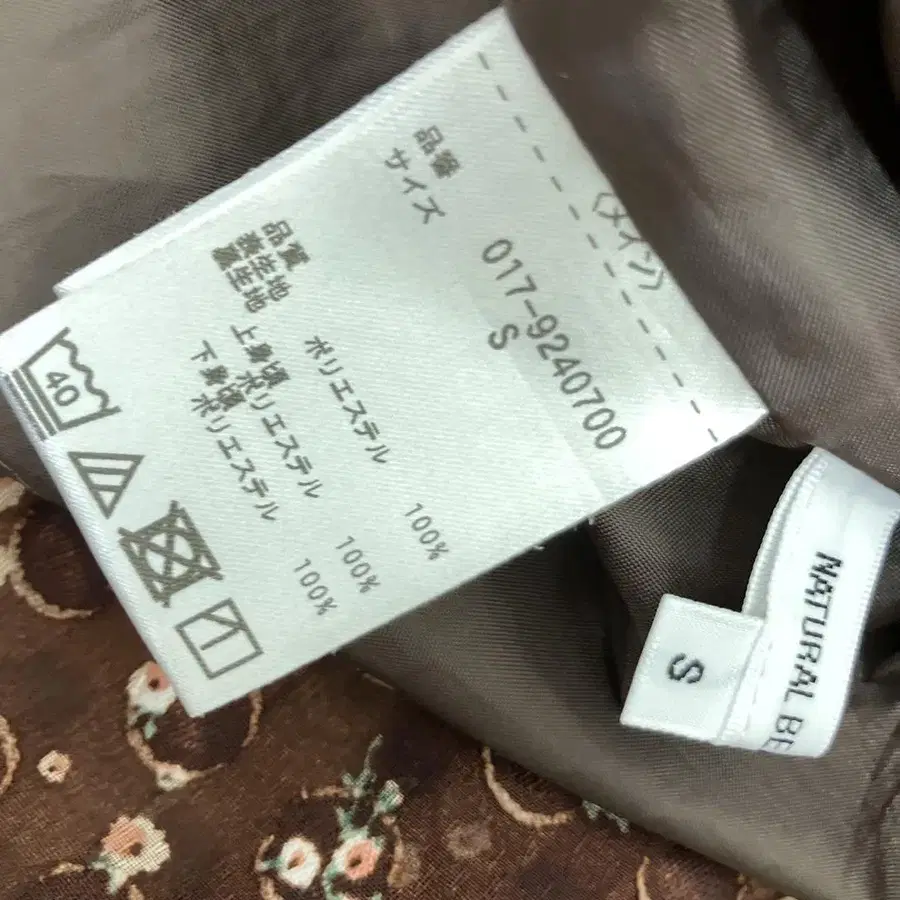 〈メイン〉
品番 017-9240700
サイズ S
品質
表生地 ポリエステル 100%
裏生地 上身頃 ポリエステル 100%
下身頃 ポリエステル 100%
40
NATURAL BE
S